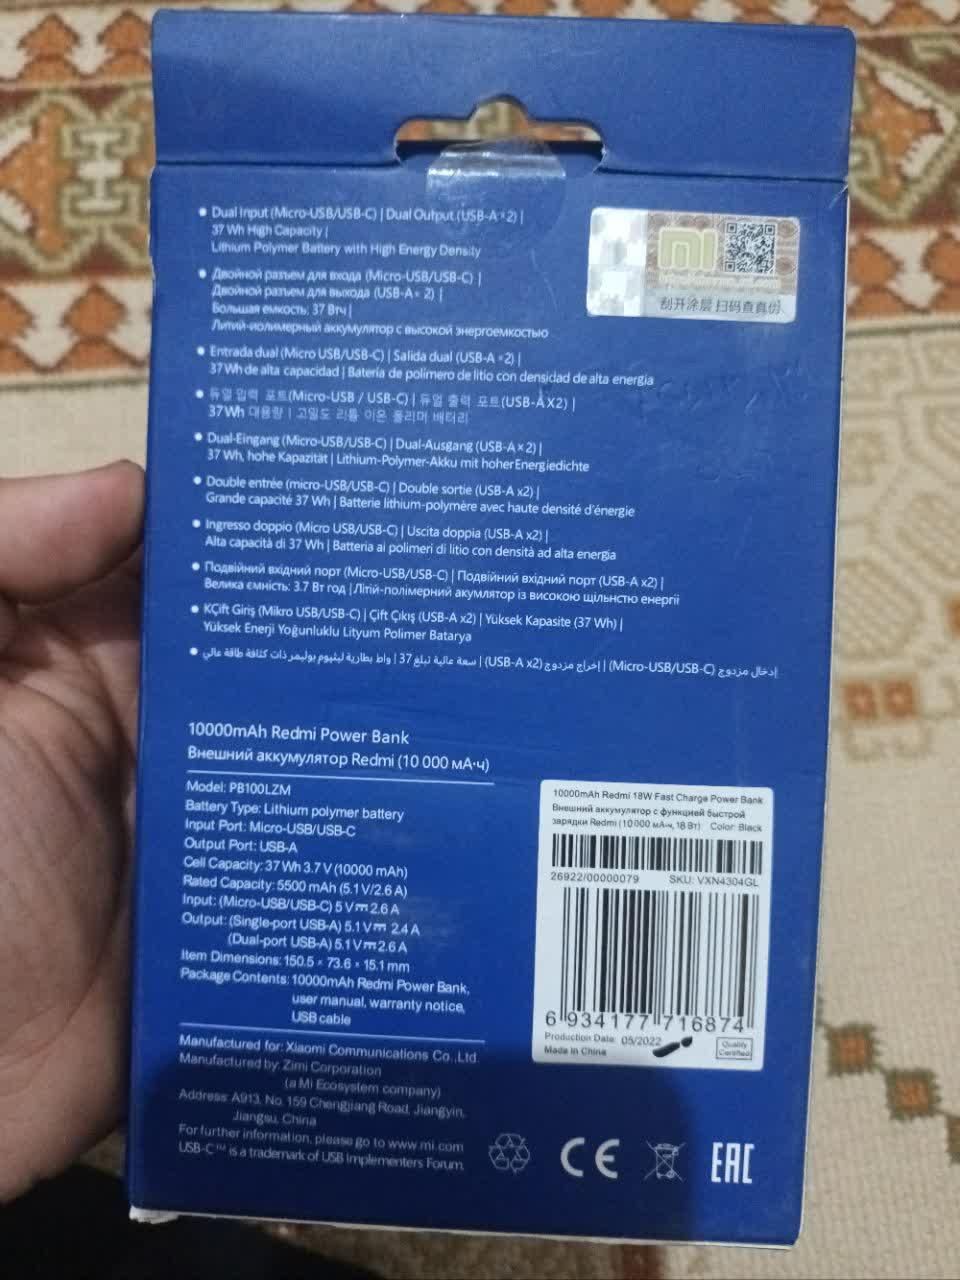 Dual Input (Micro-USB/USB-C) | Dual Output (USB-A × 2) |
37 Wh High Capacity |
Lithium Polymer Battery with High Energy Density
Двойной разъем для входа (Micro-USB/USB-C) |
Двойной разъем для выхода (USB-A × 2) |
Большая емкость: 37 Втч |
Литий-полимерный аккумулятор с высокой энергоемкостью
Entrada dual (Micro USB/USB-C) | Salida dual (USB-A × 2) |
37 Wh de alta capacidad | Batería de polímero de litio con densidad de alta energía
듀얼 입력 포트(Micro-USB / USB-C) | 듀얼 출력 포트(USB-A X2) |
37 Wh 대용량 | 고밀도 리튬 이온 폴리머 배터리
Dual-Eingang (Micro-USB/USB-C) | Dual-Ausgang (USB-A × 2) |
37 Wh, hohe Kapazität | Lithium-Polymer-Akku mit hoher Energiedichte
Double entrée (micro-USB/USB-C) | Double sortie (USB-A x2) |
Grande capacité 37 Wh | Batterie lithium-polymère avec haute densité d'énergie
Ingresso doppio (Micro USB/USB-C) | Uscita doppia (USB-A x2) |
Alta capacità di 37 Wh | Batteria ai polimeri di litio con densità ad alta energia
Подвійний вхідний порт (Micro-USB/USB-C) | Подвійний вхідний порт (USB-A x2) |
Велика ємність: 3.7 Вт год | Літій-полімерний акумулятор із високою щільнстю енергії
KÇift Giriş (Mikro USB/USB-C) | Çift Çıkış (USB-A x2) | Yüksek Kapasite (37 Wh) |
Yüksek Enerji Yoğunluklu Lityum Polimer Batarya
إدخال مزدوج (Micro-USB/USB-C) | إخراج مزدوج (USB-A x2) | سعة عالية تبلغ 37 | واط بطارية ليثيوم بوليمر ذات كثافة طاقة عالي
mi
刮开涂层 扫码查真伪
10000mAh Redmi Power Bank
Внешний аккумулятор Redmi (10 000 мА·ч)
Model: PB100LZM
Battery Type: Lithium polymer battery
Input Port: Micro-USB/USB-C
Output Port: USB-A
Cell Capacity: 37 Wh 3.7 V (10000 mAh)
Rated Capacity: 5500 mAh (5.1 V/2.6 A)
Input: (Micro-USB/USB-C) 5 V⎓2.6 A
Output: (Single-port USB-A) 5.1 V⎓ 2.4 A
(Dual-port USB-A) 5.1 V⎓2.6 A
Item Dimensions: 150.5 × 73.6 × 15.1 mm
Package Contents: 10000mAh Redmi Power Bank,
user manual, warranty notice,
USB cable
Manufactured for: Xiaomi Communications Co., Ltd.
Manufactured by: Zimi Corporation
(a Mi Ecosystem company)
Address: A913, No. 159 Chengjiang Road, Jiangyin,
Jiangsu, China
For further information, please go to www.mi.com
USB-C™ is a trademark of USB Implementers Forum.
10000mAh Redmi 18W Fast Charge Power Bank
Внешний аккумулятор с функцией быстрой
зарядки Redmi (10 000 мА·ч, 18 Вт) Color: Black
26922/00000079 SKU: VXN4304GL
6 934177 716874
Production Date: 05/2022
Made in China
Quality
Certified
CE
EAC